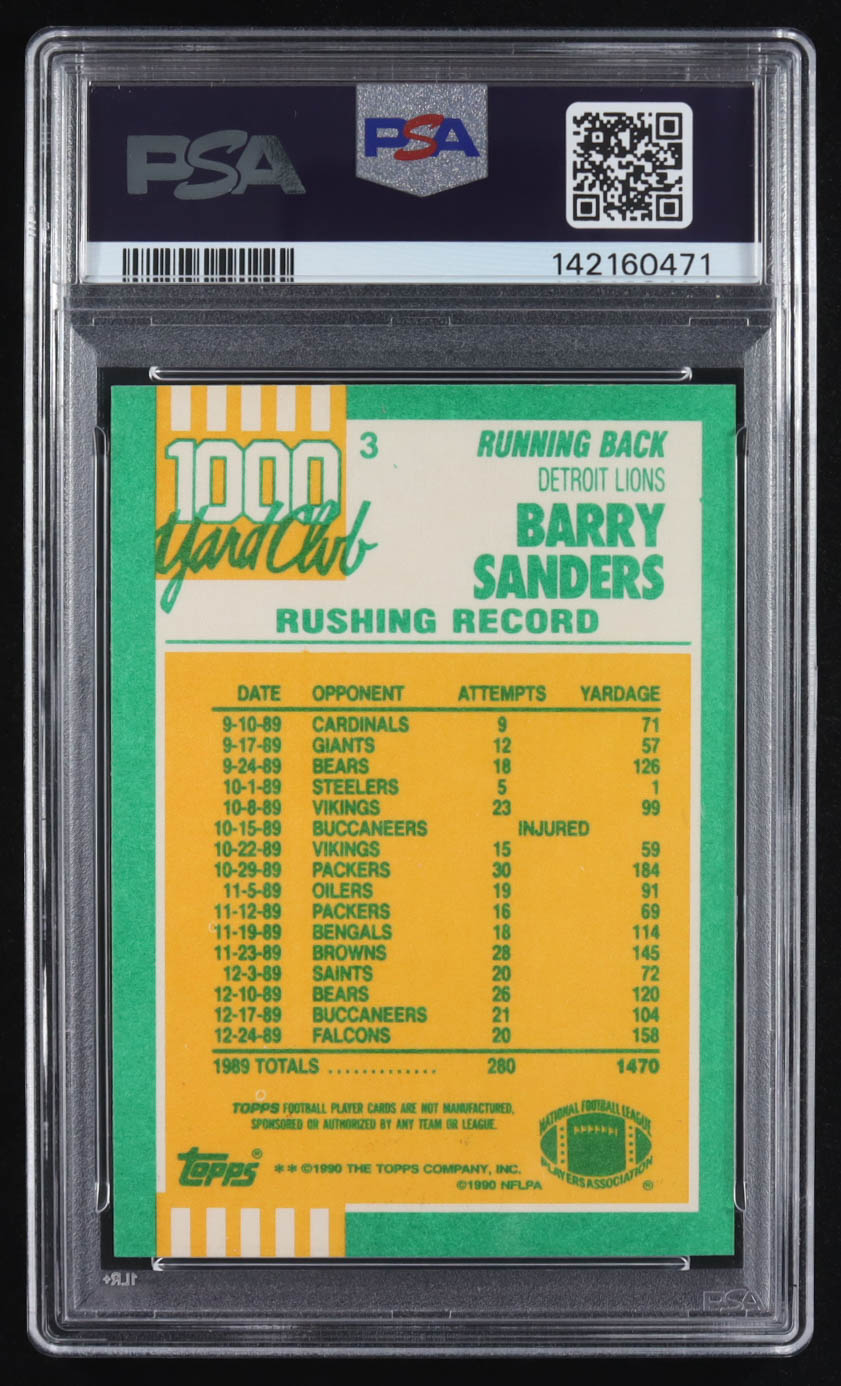 PSA
PSA
142160471
1000
Yard Club
3
RUNNING BACK
DETROIT LIONS
BARRY
SANDERS
RUSHING RECORD
DATE OPPONENT ATTEMPTS YARDAGE
9-10-89 CARDINALS 9 71
9-17-89 GIANTS 12 57
9-24-89 BEARS 18 126
10-1-89 STEELERS 5 1
10-8-89 VIKINGS 23 99
10-15-89 BUCCANEERS INJURED
10-22-89 VIKINGS 15 59
10-29-89 PACKERS 30 184
11-5-89 OILERS 19 91
11-12-89 PACKERS 16 69
11-19-89 BENGALS 18 114
11-23-89 BROWNS 28 145
12-3-89 SAINTS 20 72
12-10-89 BEARS 26 120
12-17-89 BUCCANEERS 21 104
12-24-89 FALCONS 20 158
1989 TOTALS ............. 280 1470
TOPPS FOOTBALL PLAYER CARDS ARE NOT MANUFACTURED,
SPONSORED OR AUTHORIZED BY ANY TEAM OR LEAGUE.
NATIONAL FOOTBALL LEAGUE
PLAYERS ASSOCIATION ®
topps®
**©1990 THE TOPPS COMPANY, INC.
©1990 NFLPA
1LR+
PSA